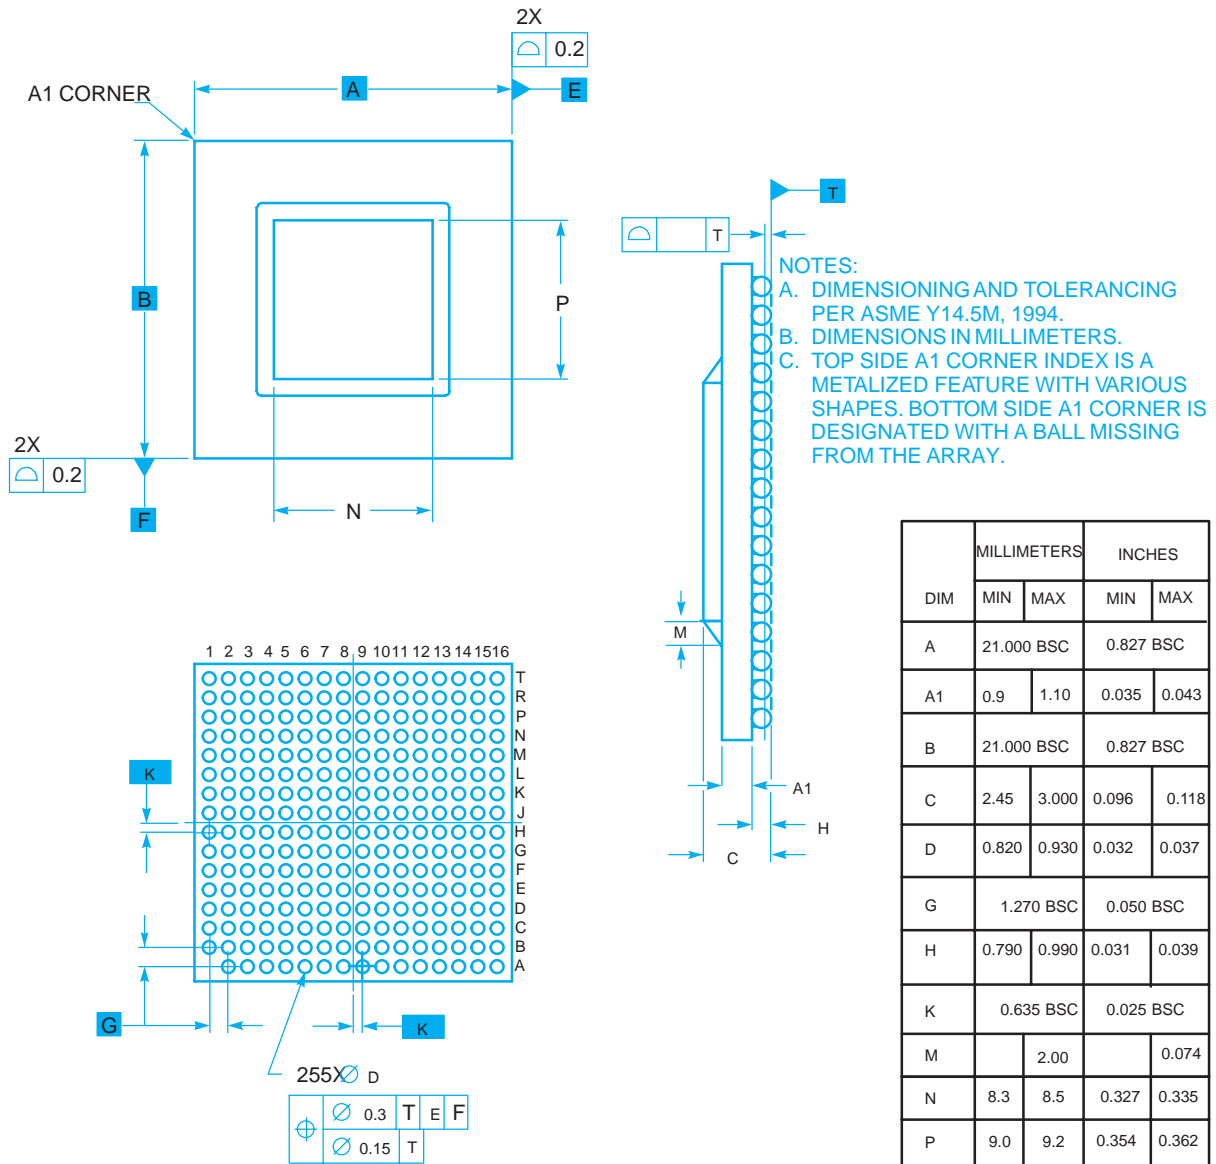 2X
0.2
A
E
A1 CORNER
B
P
N
2X
0.2
F
T
T
NOTES:
A. DIMENSIONING AND TOLERANCING
PER ASME Y14.5M, 1994.
B. DIMENSIONS IN MILLIMETERS.
C. TOP SIDE A1 CORNER INDEX IS A
METALIZED FEATURE WITH VARIOUS
SHAPES. BOTTOM SIDE A1 CORNER IS
DESIGNATED WITH A BALL MISSING
FROM THE ARRAY.
M
A1
H
C
1 2 3 4 5 6 7 8 9 10 11 12 13 14 15 16
T
R
P
N
M
L
K
J
H
G
F
E
D
C
B
A
K
G
K
255X ∅ D
∅ 0.3 T E F
∅ 0.15 T
MILLIMETERS INCHES
DIM MIN MAX MIN MAX
A 21.000 BSC 0.827 BSC
A1 0.9 1.10 0.035 0.043
B 21.000 BSC 0.827 BSC
C 2.45 3.000 0.096 0.118
D 0.820 0.930 0.032 0.037
G 1.270 BSC 0.050 BSC
H 0.790 0.990 0.031 0.039
K 0.635 BSC 0.025 BSC
M 2.00 0.074
N 8.3 8.5 0.327 0.335
P 9.0 9.2 0.354 0.362